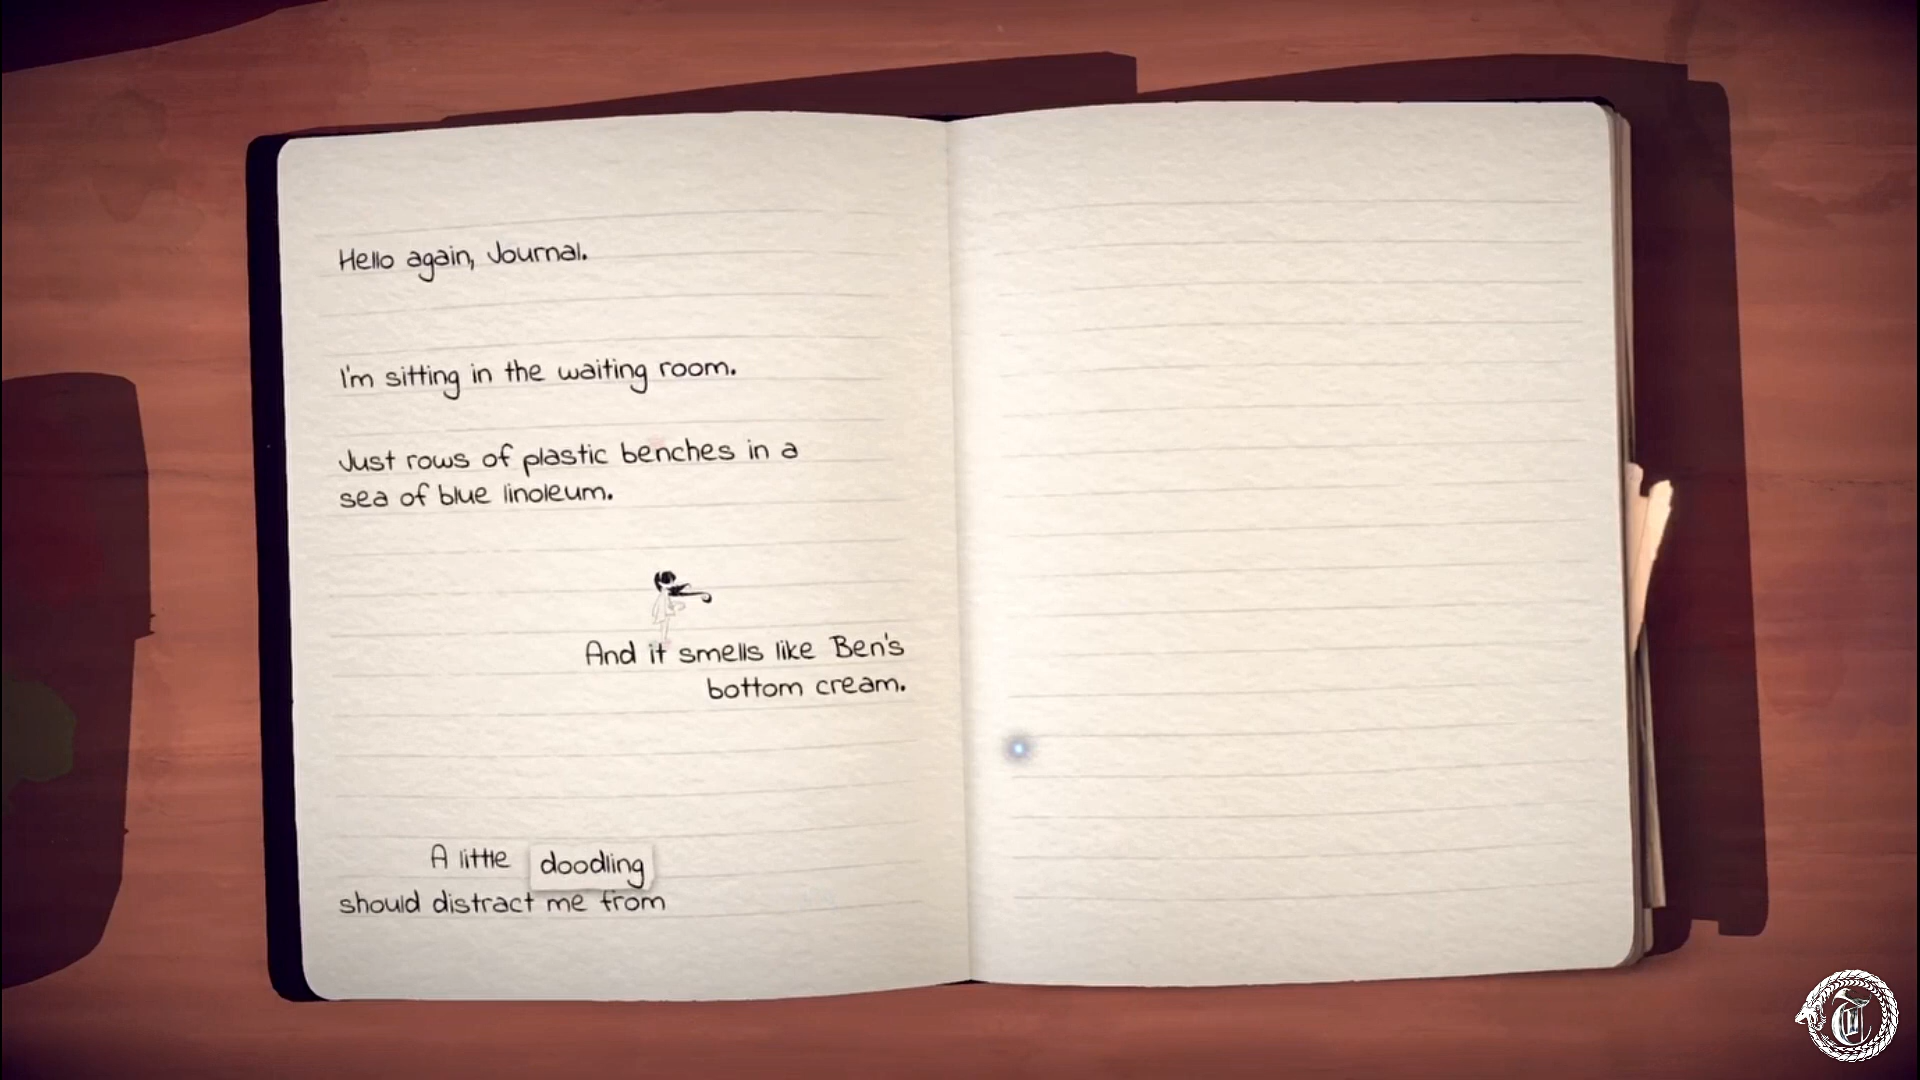 Hello again, Journal.
I'm sitting in the waiting room.
Just rows of plastic benches in a
sea of blue linoleum.
And it smells like Ben's
bottom cream.
A little doodling
should distract me from